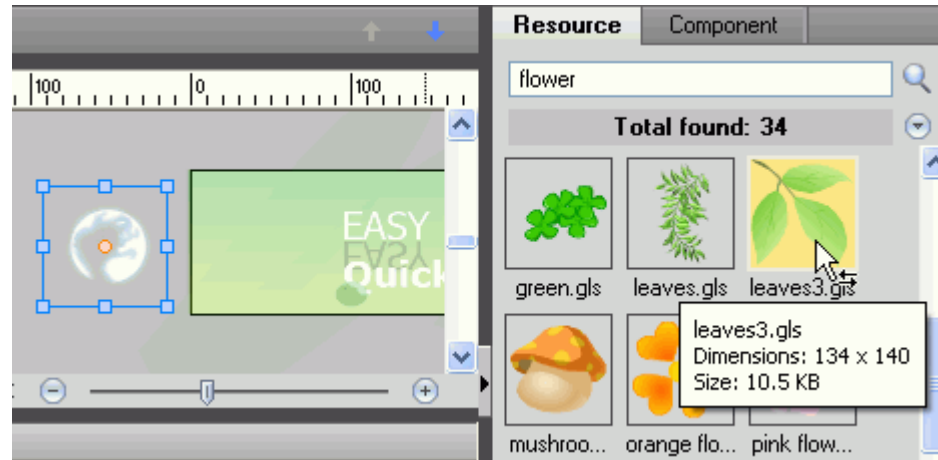 Resource Component
100 0 100
flower
Total found: 34
EASY
EASY
Quick
green.gls leaves.gls leaves3.gls
leaves3.gls
Dimensions: 134 x 140
Size: 10.5 KB
mushroo... orange flo... pink flow...